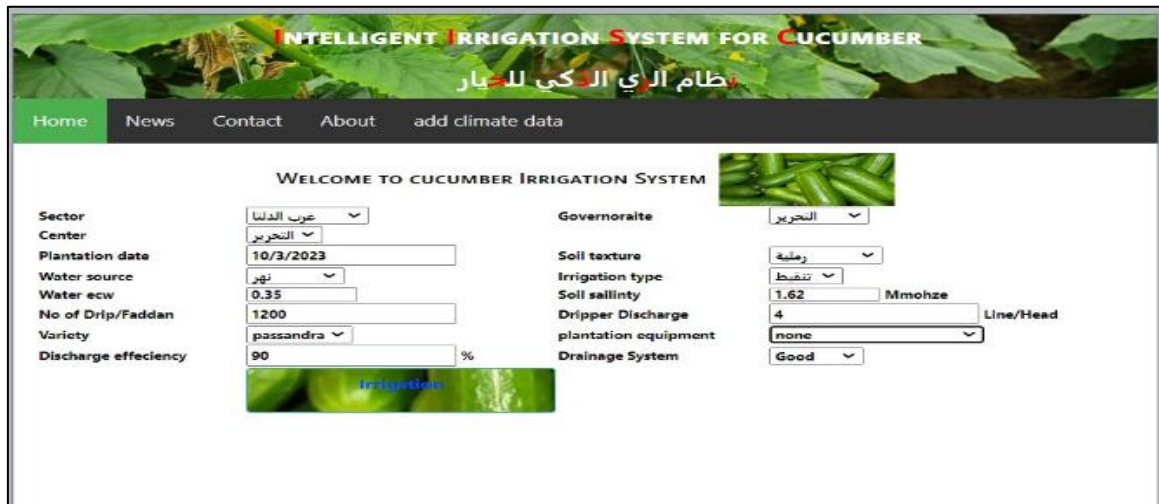 INTELLIGENT IRRIGATION SYSTEM FOR CUCUMBER
نظام الري الذكي للخيار
Home News Contact About add climate data
WELCOME TO CUCUMBER IRRIGATION SYSTEM
Sector عرب الدلتا Governoraite التحرير
Center التحرير
Plantation date 10/3/2023 Soil texture رملية
Water source نهر Irrigation type تنقيط
Water ecw 0.35 Soil sailinty 1.62 Mmohze
No of Drip/Faddan 1200 Dripper Discharge 4 Line/Head
Variety passandra plantation equipment none
Discharge effeciency 90 % Drainage System Good
Irrigation